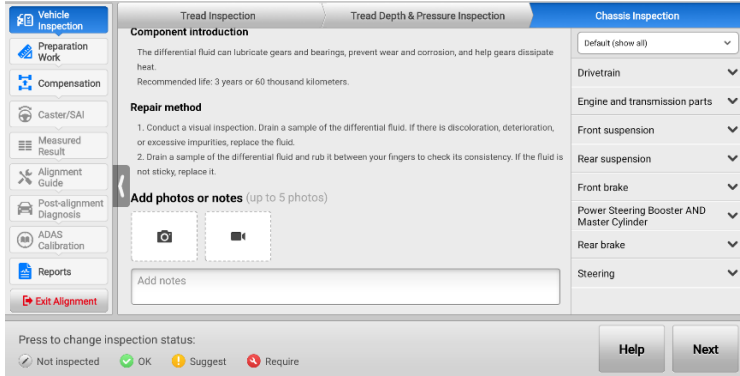 Vehicle
Inspection
Preparation
Work
Compensation
Caster/SAI
Measured
Result
Alignment
Guide
Post-alignment
Diagnosis
ADAS
Calibration
Reports
Exit Alignment
Tread Inspection
Tread Depth & Pressure Inspection
Chassis Inspection
Component introduction
The differential fluid can lubricate gears and bearings, prevent wear and corrosion, and help gears dissipate
heat.
Recommended life: 3 years or 60 thousand kilometers.
Repair method
1. Conduct a visual inspection. Drain a sample of the differential fluid. If there is discoloration, deterioration,
or excessive impurities, replace the fluid.
2. Drain a sample of the differential fluid and rub it between your fingers to check its consistency. If the fluid is
not sticky, replace it.
Add photos or notes (up to 5 photos)
Add notes
Default (show all)
Drivetrain
Engine and transmission parts
Front suspension
Rear suspension
Front brake
Power Steering Booster AND
Master Cylinder
Rear brake
Steering
Press to change inspection status:
Not inspected
OK
Suggest
Require
Help
Next